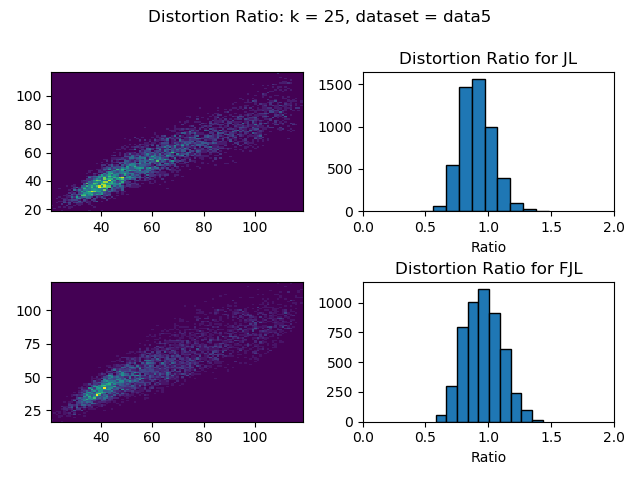 Distortion Ratio: k = 25, dataset = data5
Distortion Ratio for JL
100
80
60
40
20
40 60 80 100
1500
1000
500
0
0.0 0.5 1.0 1.5 2.0
Ratio
Distortion Ratio for FJL
100
75
50
25
40 60 80 100
1000
750
500
250
0
0.0 0.5 1.0 1.5 2.0
Ratio